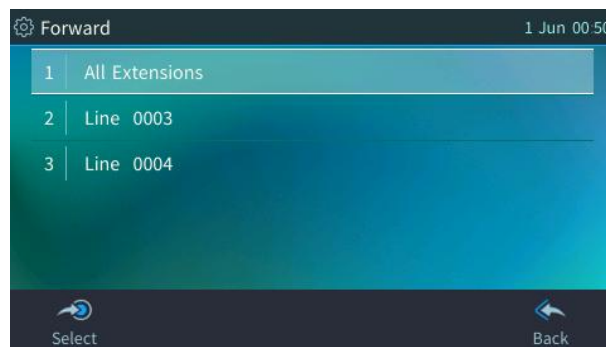 Forward 1 Jun 00:50
1 All Extensions
2 Line 0003
3 Line 0004
Select Back